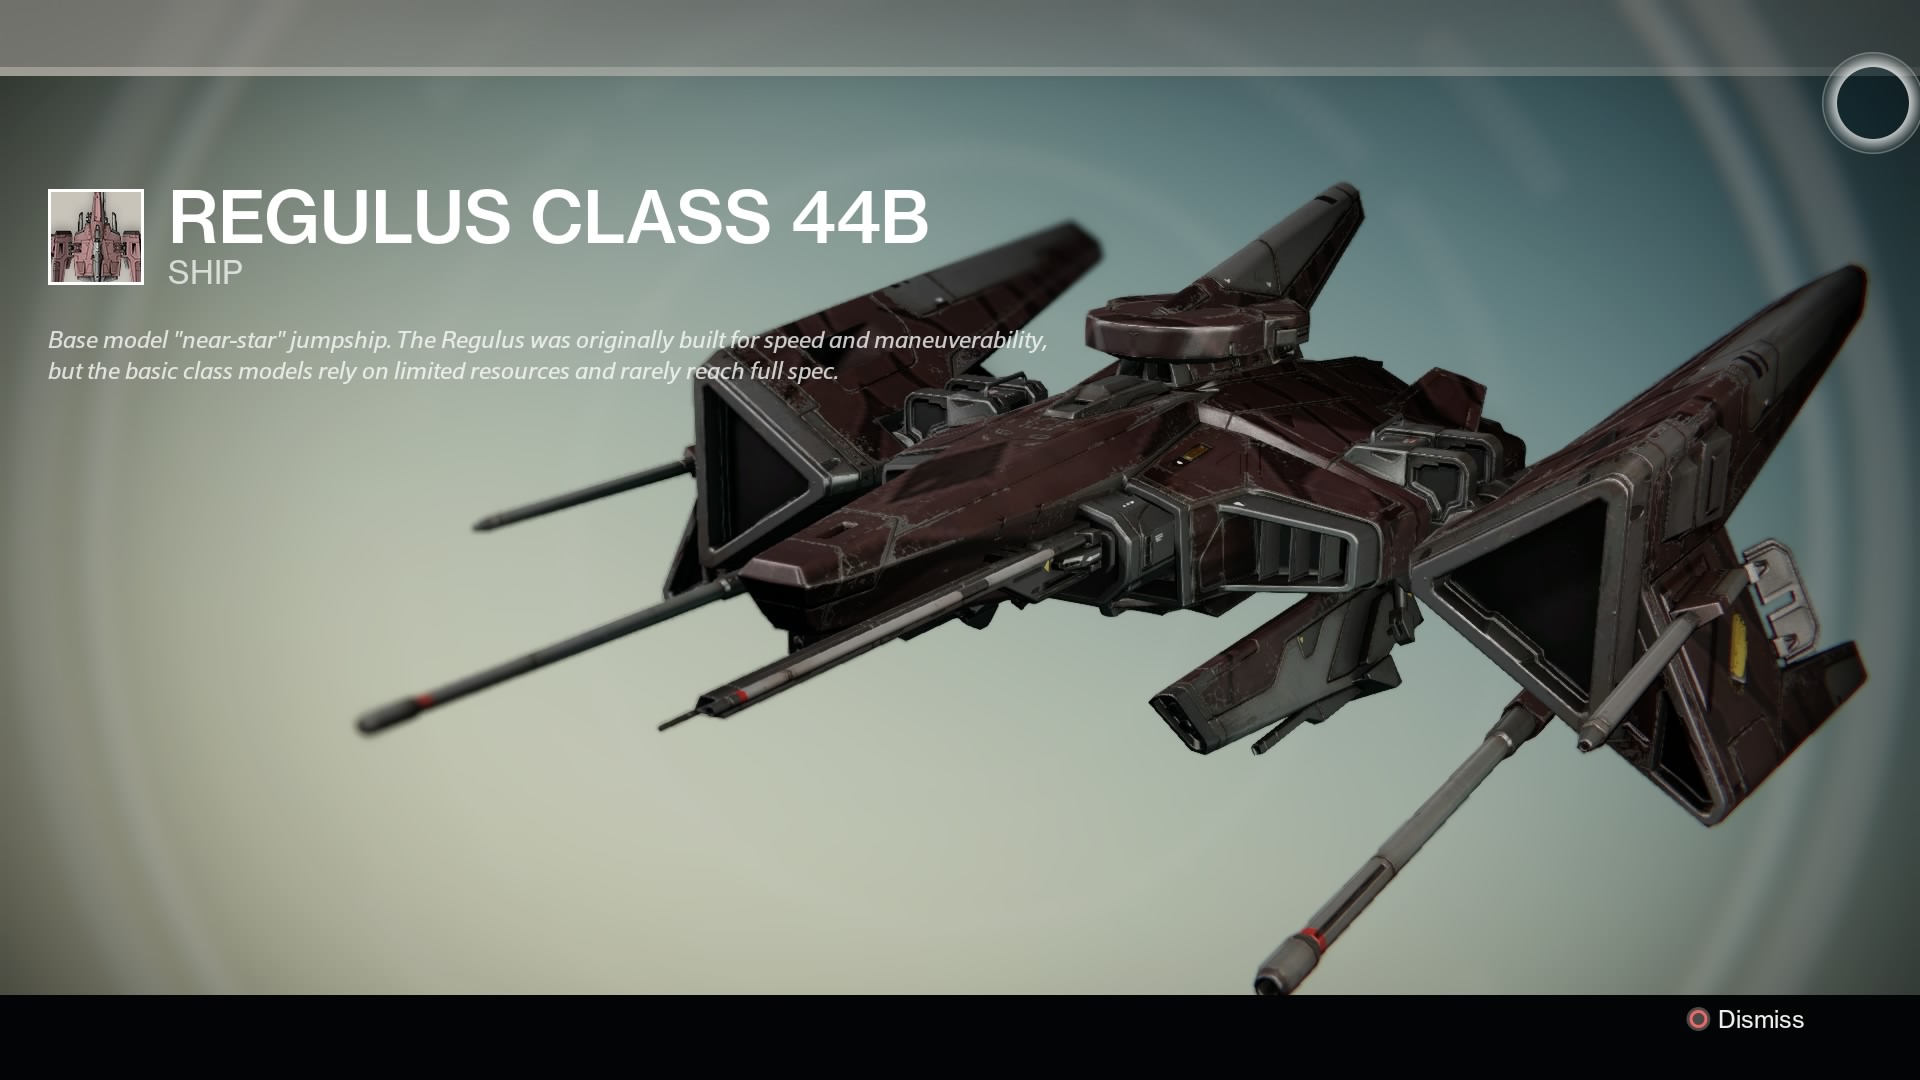 REGULUS CLASS 44B
SHIP
Base model "near-star" jumpship. The Regulus was originally built for speed and maneuverability,
but the basic class models rely on limited resources and rarely reach full spec.
Dismiss